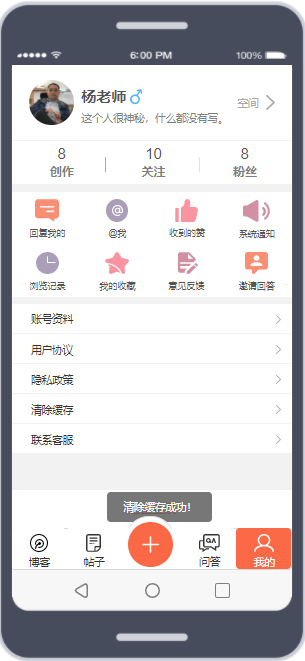 6:00 PM 100%
杨老师
空间
这个人很神秘，什么都没有写。
8 10 8
创作 关注 粉丝
回复我的 @我 收到的赞 系统通知
浏览记录 我的收藏 意见反馈 邀请回答
账号资料
用户协议
隐私政策
清除缓存
联系客服
清除缓存成功！
博客 帖子 问答 我的